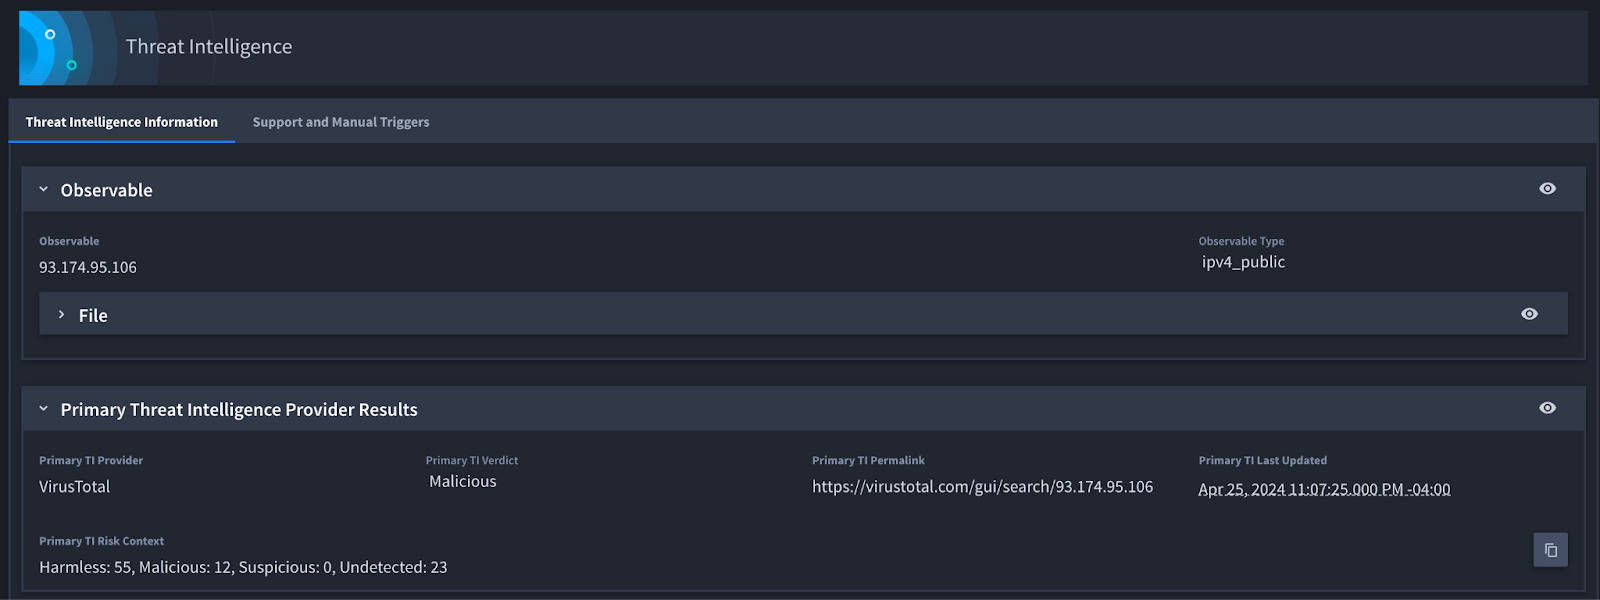 Threat Intelligence
Threat Intelligence Information Support and Manual Triggers
Observable
Observable Observable Type
93.174.95.106 ipv4_public
File
Primary Threat Intelligence Provider Results
Primary TI Provider Primary TI Verdict Primary TI Permalink Primary TI Last Updated
VirusTotal Malicious https://virustotal.com/gui/search/93.174.95.106 Apr 25, 2024 11:07:25.000 PM -04:00
Primary TI Risk Context
Harmless: 55, Malicious: 12, Suspicious: 0, Undetected: 23